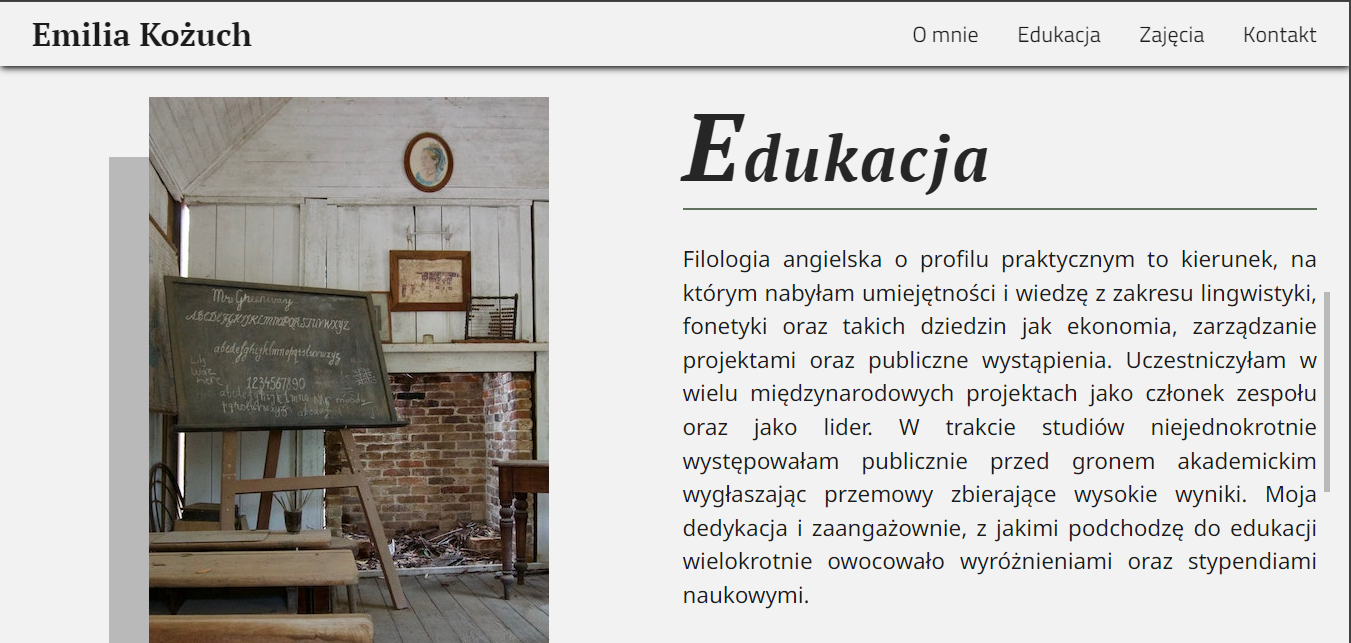 Emilia Kożuch
O mnie Edukacja Zajęcia Kontakt
Edukacja
Filologia angielska o profilu praktycznym to kierunek, na
którym nabyłam umiejętności i wiedzę z zakresu lingwistyki,
fonetyki oraz takich dziedzin jak ekonomia, zarządzanie
projektami oraz publiczne wystąpienia. Uczestniczyłam w
wielu międzynarodowych projektach jako członek zespołu
oraz jako lider. W trakcie studiów niejednokrotnie
występowałam publicznie przed gronem akademickim
wygłaszając przemowy zbierające wysokie wyniki. Moja
dedykacja i zaangażownie, z jakimi podchodzę do edukacji
wielokrotnie owocowało wyróżnieniami oraz stypendiami
naukowymi.
Mrs Greenway
ABCDEFGHIJKLMNOPQRSTUVWXYZ
abcdefghijklmnopqrstuvwxyz
1234567890